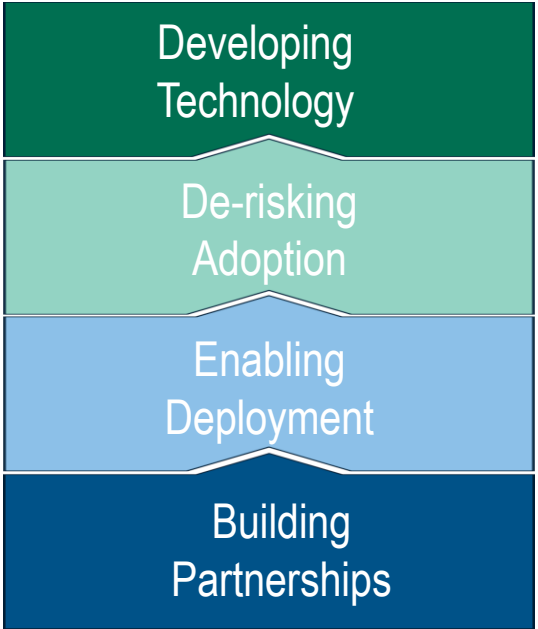 Developing
Technology
De-risking
Adoption
Enabling
Deployment
Building
Partnerships